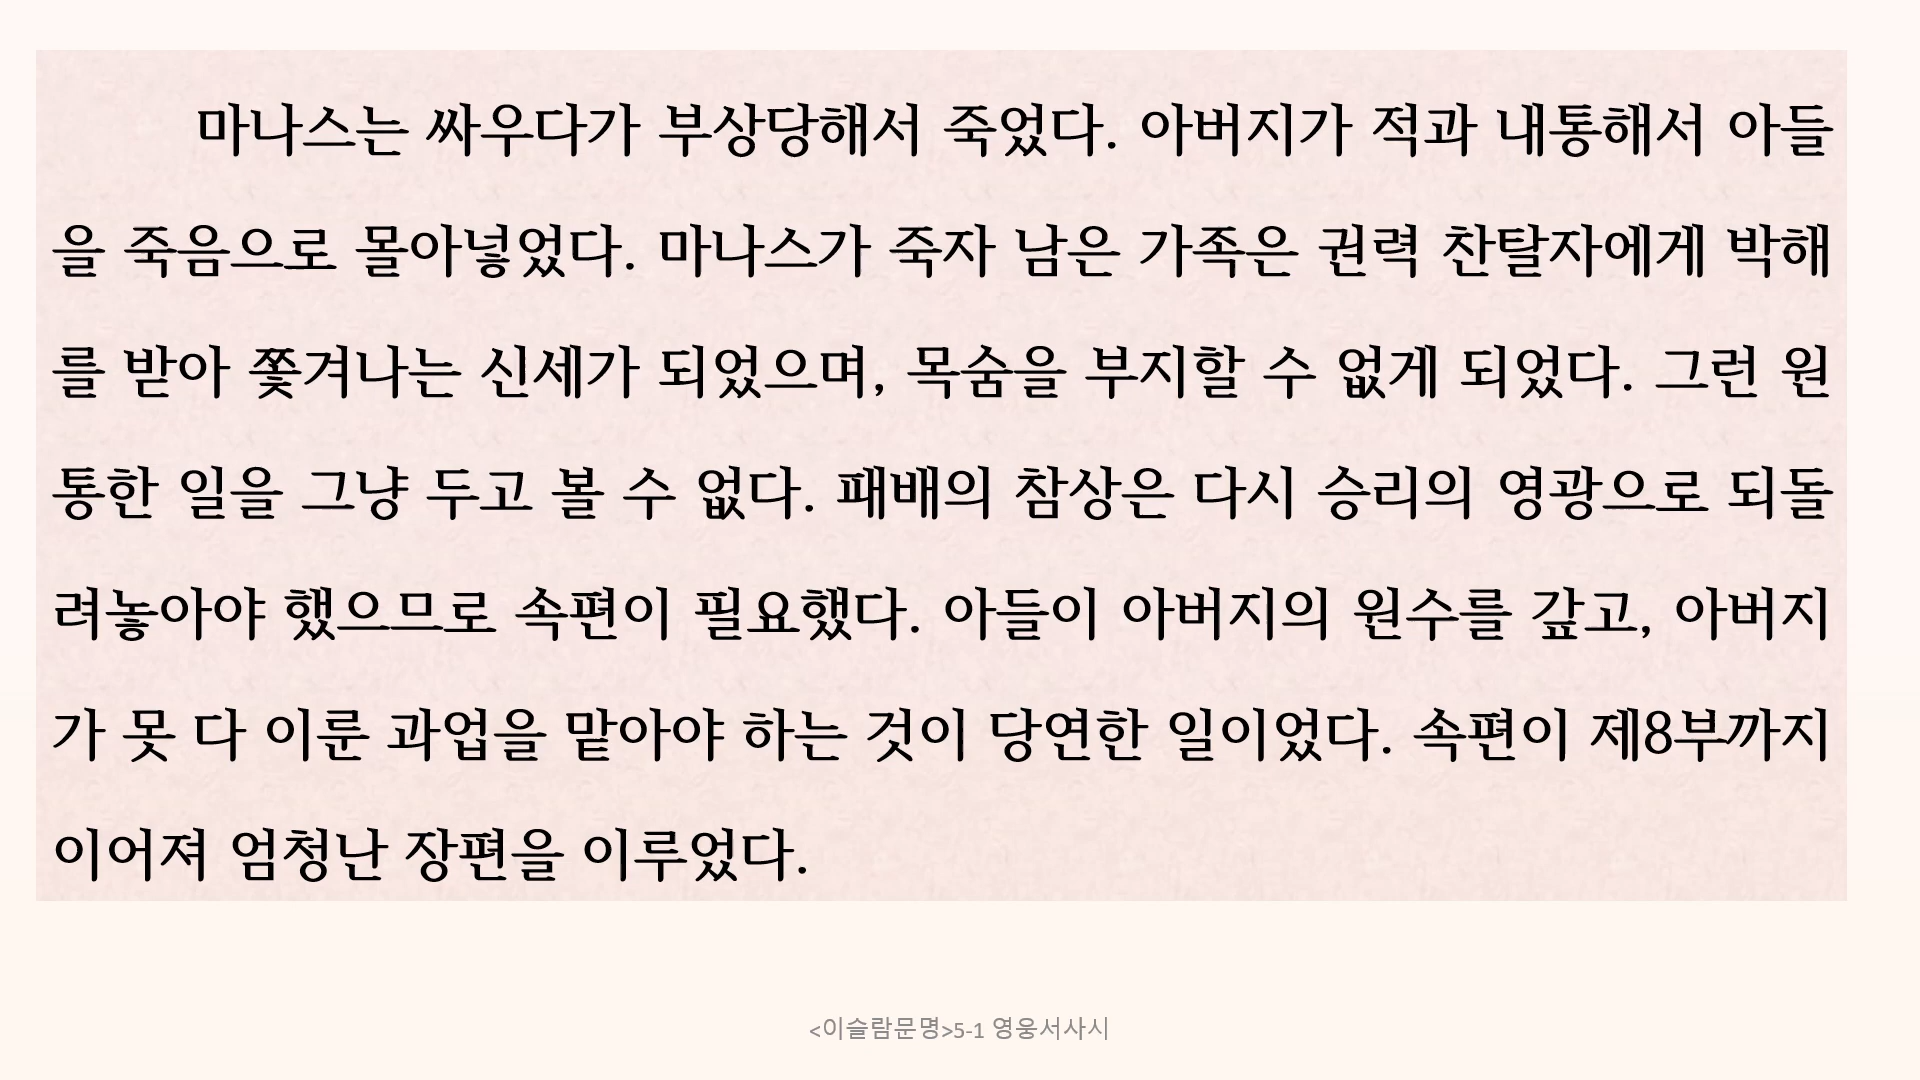 마나스는 싸우다가 부상당해서 죽었다. 아버지가 적과 내통해서 아들
을 죽음으로 몰아넣었다. 마나스가 죽자 남은 가족은 권력 찬탈자에게 박해
를 받아 쫓겨나는 신세가 되었으며, 목숨을 부지할 수 없게 되었다. 그런 원
통한 일을 그냥 두고 볼 수 없다. 패배의 참상은 다시 승리의 영광으로 되돌
려놓아야 했으므로 속편이 필요했다. 아들이 아버지의 원수를 갚고, 아버지
가 못 다 이룬 과업을 맡아야 하는 것이 당연한 일이었다. 속편이 제8부까지
이어져 엄청난 장편을 이루었다.
<이슬람문명>5-1 영웅서사시